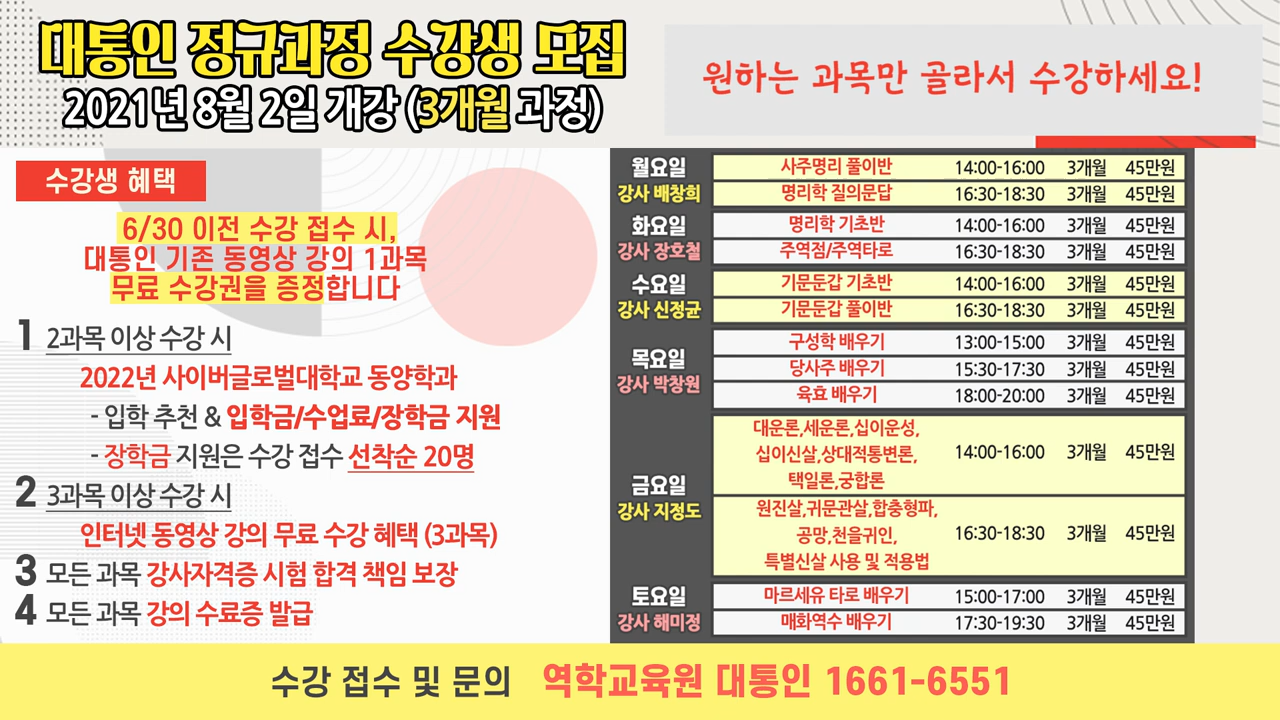 대통인 정규과정 수강생 모집
2021년 8월 2일 개강 (3개월 과정)
원하는 과목만 골라서 수강하세요!
수강생 혜택
6/30 이전 수강 접수 시,
대통인 기존 동영상 강의 1과목
무료 수강권을 증정합니다
1 2과목 이상 수강 시
2022년 사이버글로벌대학교 동양학과
- 입학 추천 & 입학금/수업료/장학금 지원
- 장학금 지원은 수강 접수 선착순 20명
2 3과목 이상 수강 시
인터넷 동영상 강의 무료 수강 혜택 (3과목)
3 모든 과목 강사자격증 시험 합격 책임 보장
4 모든 과목 강의 수료증 발급
월요일
강사 배창희
사주명리 풀이반 14:00-16:00 3개월 45만원
명리학 질의문답 16:30-18:30 3개월 45만원
화요일
강사 장호철
명리학 기초반 14:00-16:00 3개월 45만원
주역점/주역타로 16:30-18:30 3개월 45만원
수요일
강사 신정균
기문둔갑 기초반 14:00-16:00 3개월 45만원
기문둔갑 풀이반 16:30-18:30 3개월 45만원
목요일
강사 박창원
구성학 배우기 13:00-15:00 3개월 45만원
당사주 배우기 15:30-17:30 3개월 45만원
육효 배우기 18:00-20:00 3개월 45만원
금요일
강사 지정도
대운론,세운론,십이운성,
십이신살,상대적통변론, 14:00-16:00 3개월 45만원
택일론,궁합론
원진살,귀문관살,합충형파,
공망,천을귀인, 16:30-18:30 3개월 45만원
특별신살 사용 및 적용법
토요일
강사 해미정
마르세유 타로 배우기 15:00-17:00 3개월 45만원
매화역수 배우기 17:30-19:30 3개월 45만원
수강 접수 및 문의 역학교육원 대통인 1661-6551